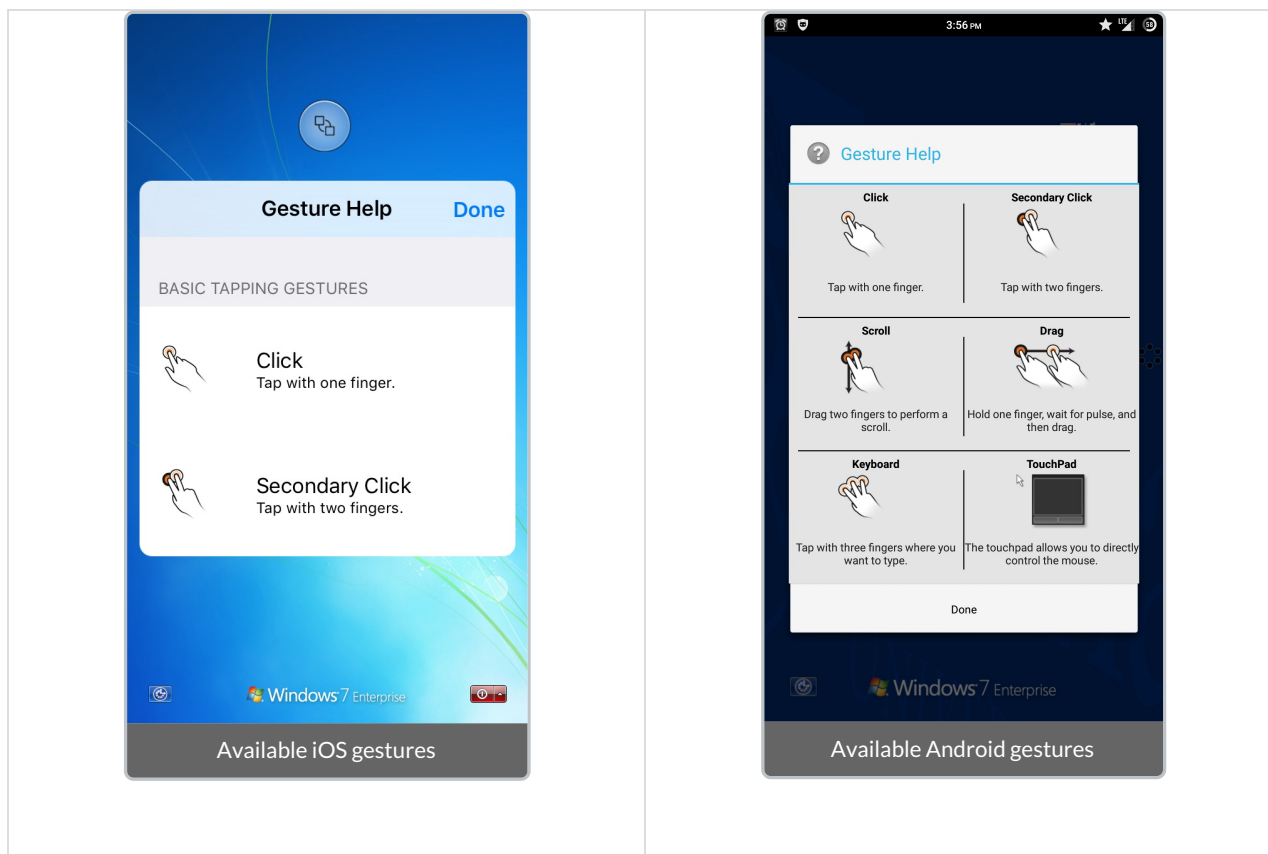 Gesture Help
Done
BASIC TAPPING GESTURES
Click
Tap with one finger.
Secondary Click
Tap with two fingers.
Windows 7 Enterprise
Available iOS gestures
3:56 PM
LTE
58
Gesture Help
Click
Secondary Click
Tap with one finger.
Tap with two fingers.
Scroll
Drag
Drag two fingers to perform a
scroll.
Hold one finger, wait for pulse, and
then drag.
Keyboard
TouchPad
Tap with three fingers where you
want to type.
The touchpad allows you to directly
control the mouse.
Done
Windows 7 Enterprise
Available Android gestures